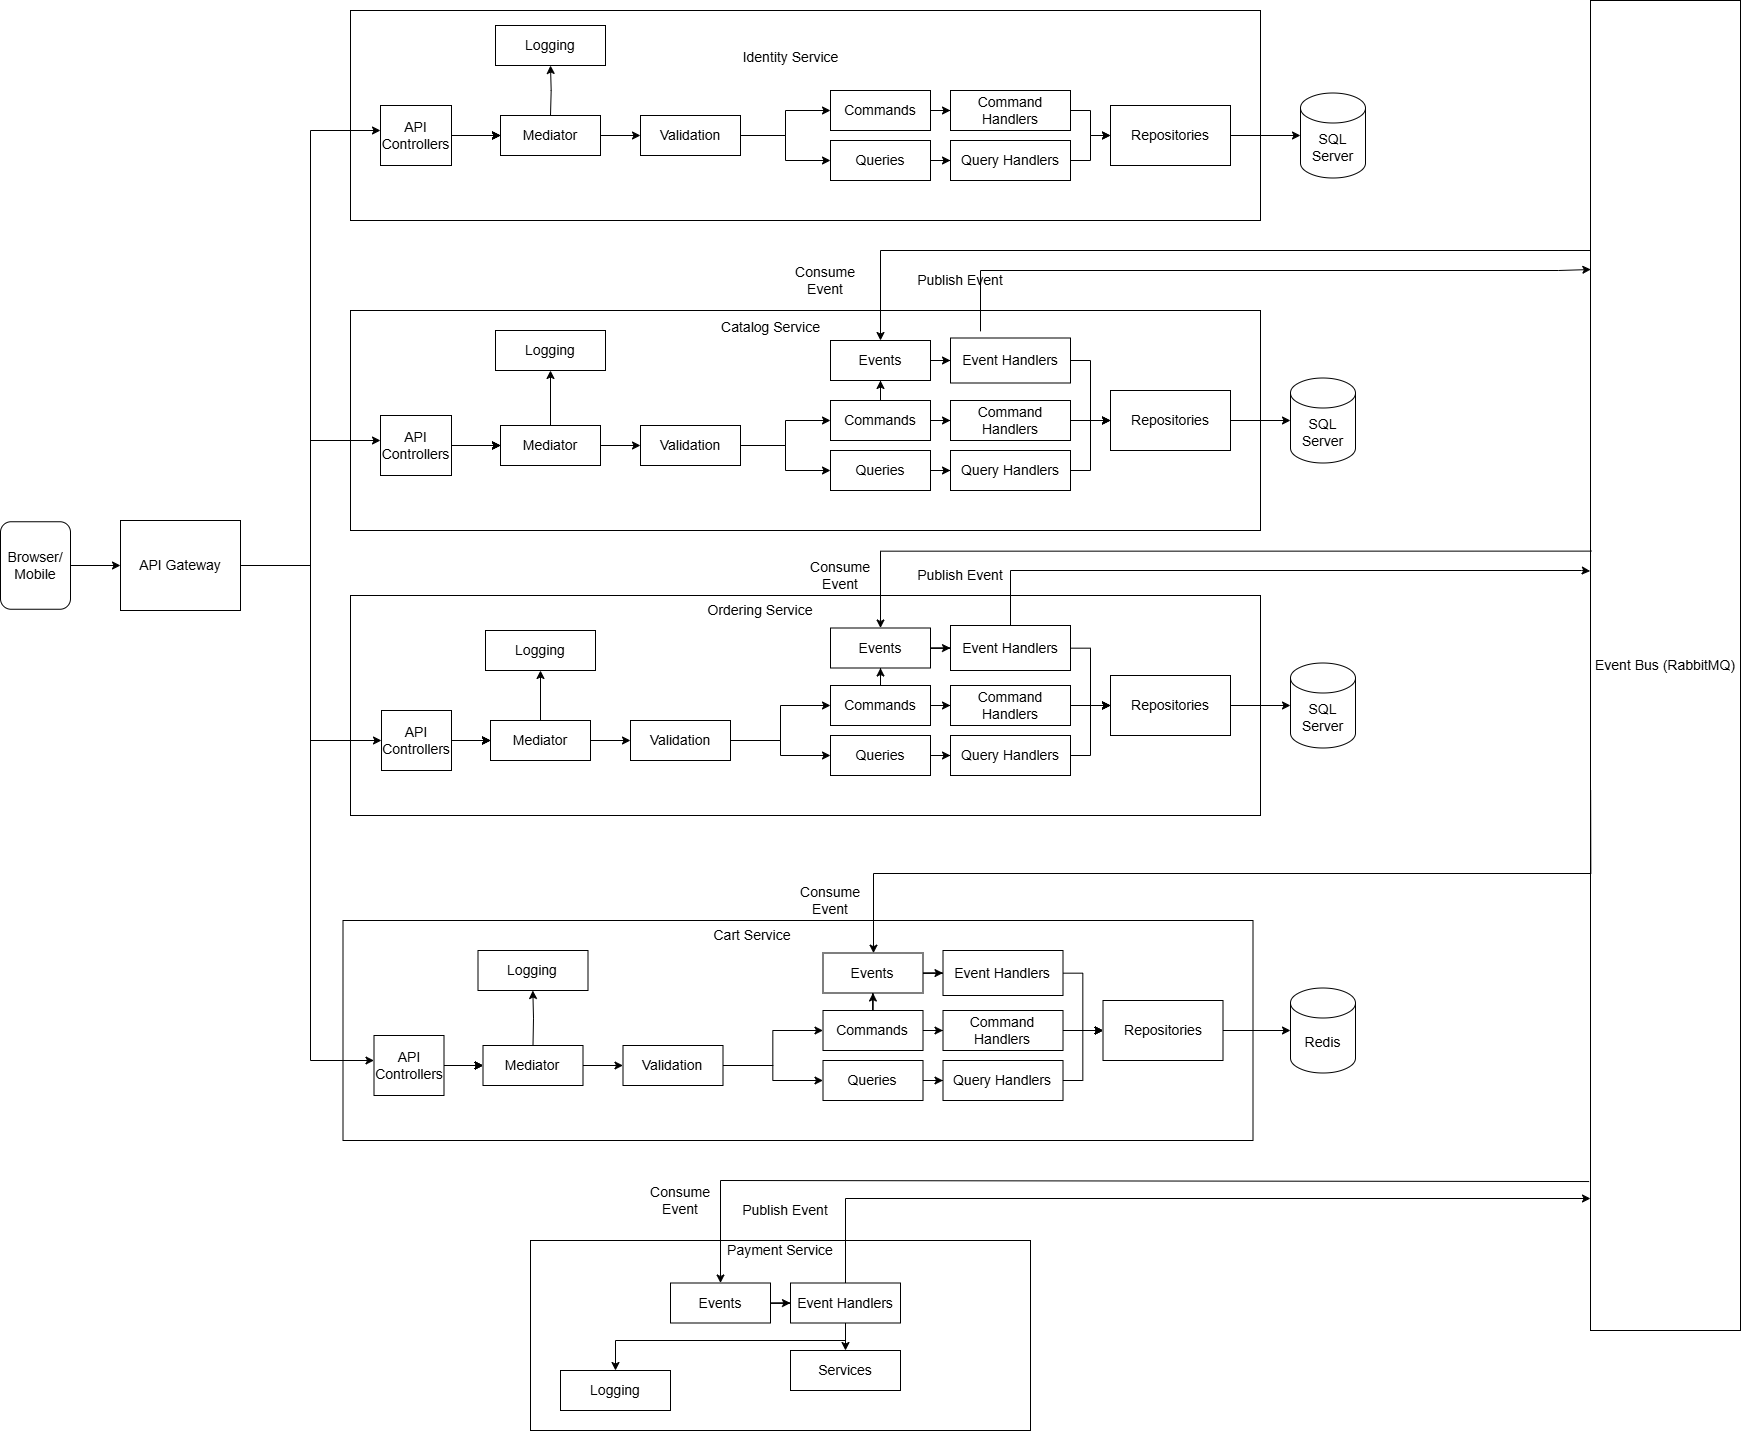 Logging
Identity Service
API
Controllers
Mediator
Validation
Commands
Command
Handlers
Queries
Query Handlers
Repositories
SQL
Server
Consume
Event
Publish Event
Catalog Service
Logging
Events
Event Handlers
API
Controllers
Mediator
Validation
Commands
Command
Handlers
Queries
Query Handlers
Repositories
SQL
Server
Browser/
Mobile
API Gateway
Consume
Event
Publish Event
Ordering Service
Logging
Events
Event Handlers
API
Controllers
Mediator
Validation
Commands
Command
Handlers
Queries
Query Handlers
Repositories
SQL
Server
Event Bus (RabbitMQ)
Consume
Event
Cart Service
Logging
Events
Event Handlers
API
Controllers
Mediator
Validation
Commands
Command
Handlers
Queries
Query Handlers
Repositories
Redis
Consume
Event
Publish Event
Payment Service
Events
Event Handlers
Services
Logging